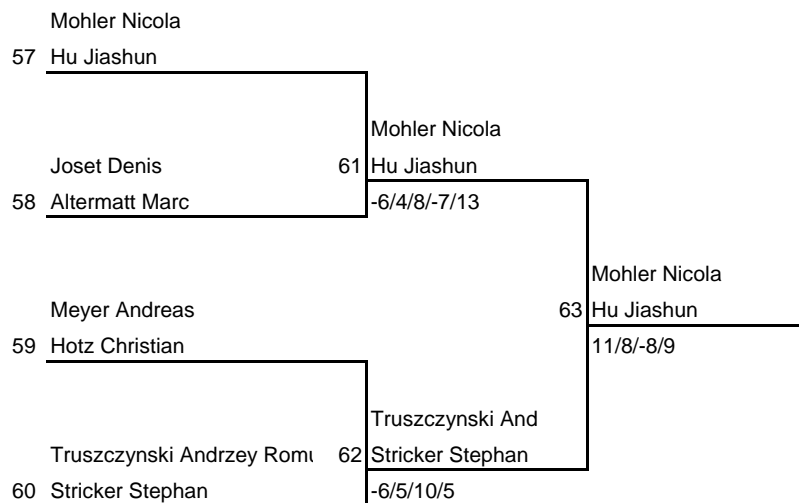 Mohler Nicola
57 Hu Jiashun
Mohler Nicola
Joset Denis 61 Hu Jiashun
58 Altermatt Marc -6/4/8/-7/13
Mohler Nicola
Meyer Andreas 63 Hu Jiashun
59 Hotz Christian 11/8/-8/9
Truszczynski And
Truszczynski Andrzey 62 Stricker Stephan
60 Stricker Stephan -6/5/10/5